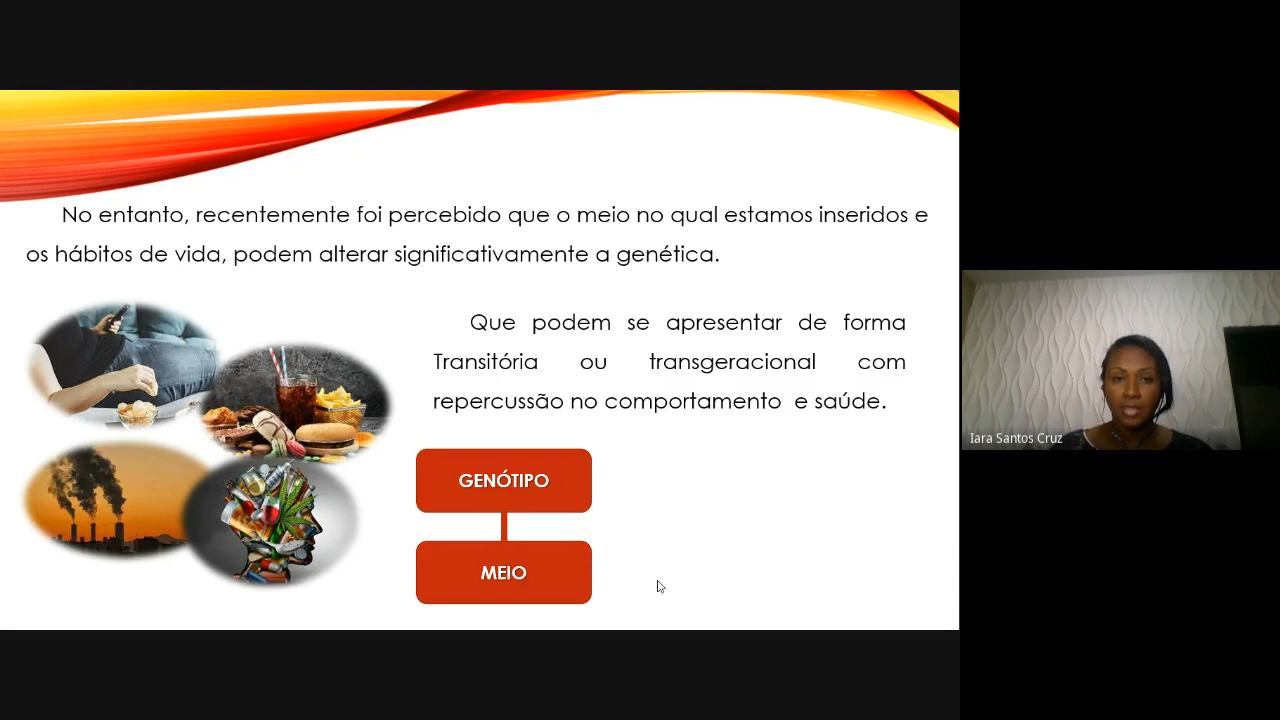 No entanto, recentemente foi percebido que o meio no qual estamos inseridos e
os hábitos de vida, podem alterar significativamente a genética.
Que podem se apresentar de forma
Transitória ou transgeracional com
repercussão no comportamento e saúde.
GENÓTIPO
MEIO
Iara Santos Cruz